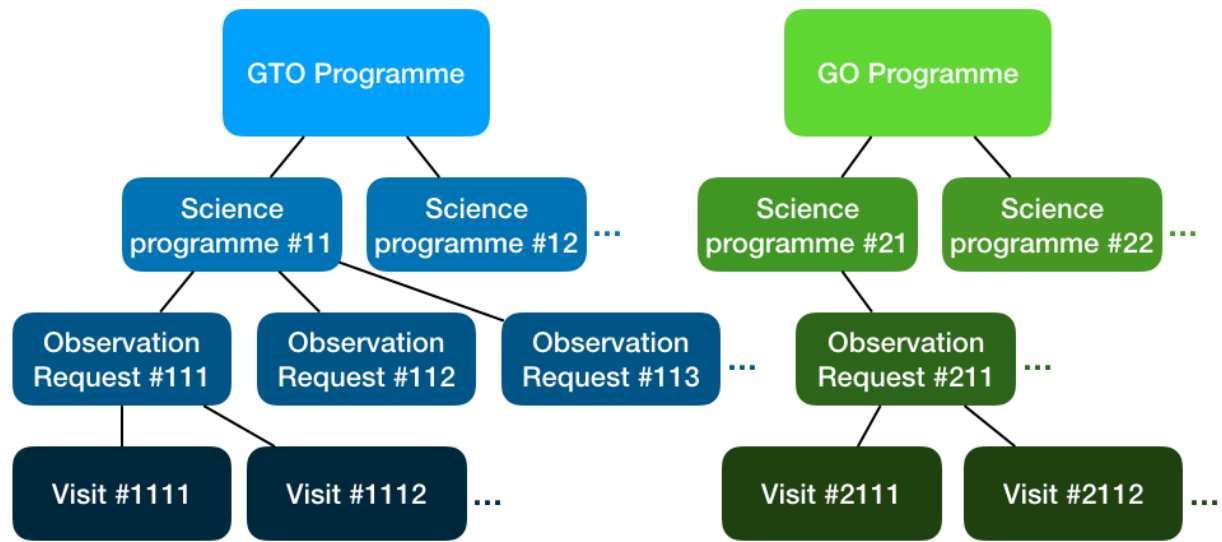 GTO Programme
GO Programme
Science
programme #11
Science
programme #12
...
Science
programme #21
Science
programme #22
...
Observation
Request #111
Observation
Request #112
Observation
Request #113
...
Observation
Request #211
...
Visit #1111
Visit #1112
...
Visit #2111
Visit #2112
...